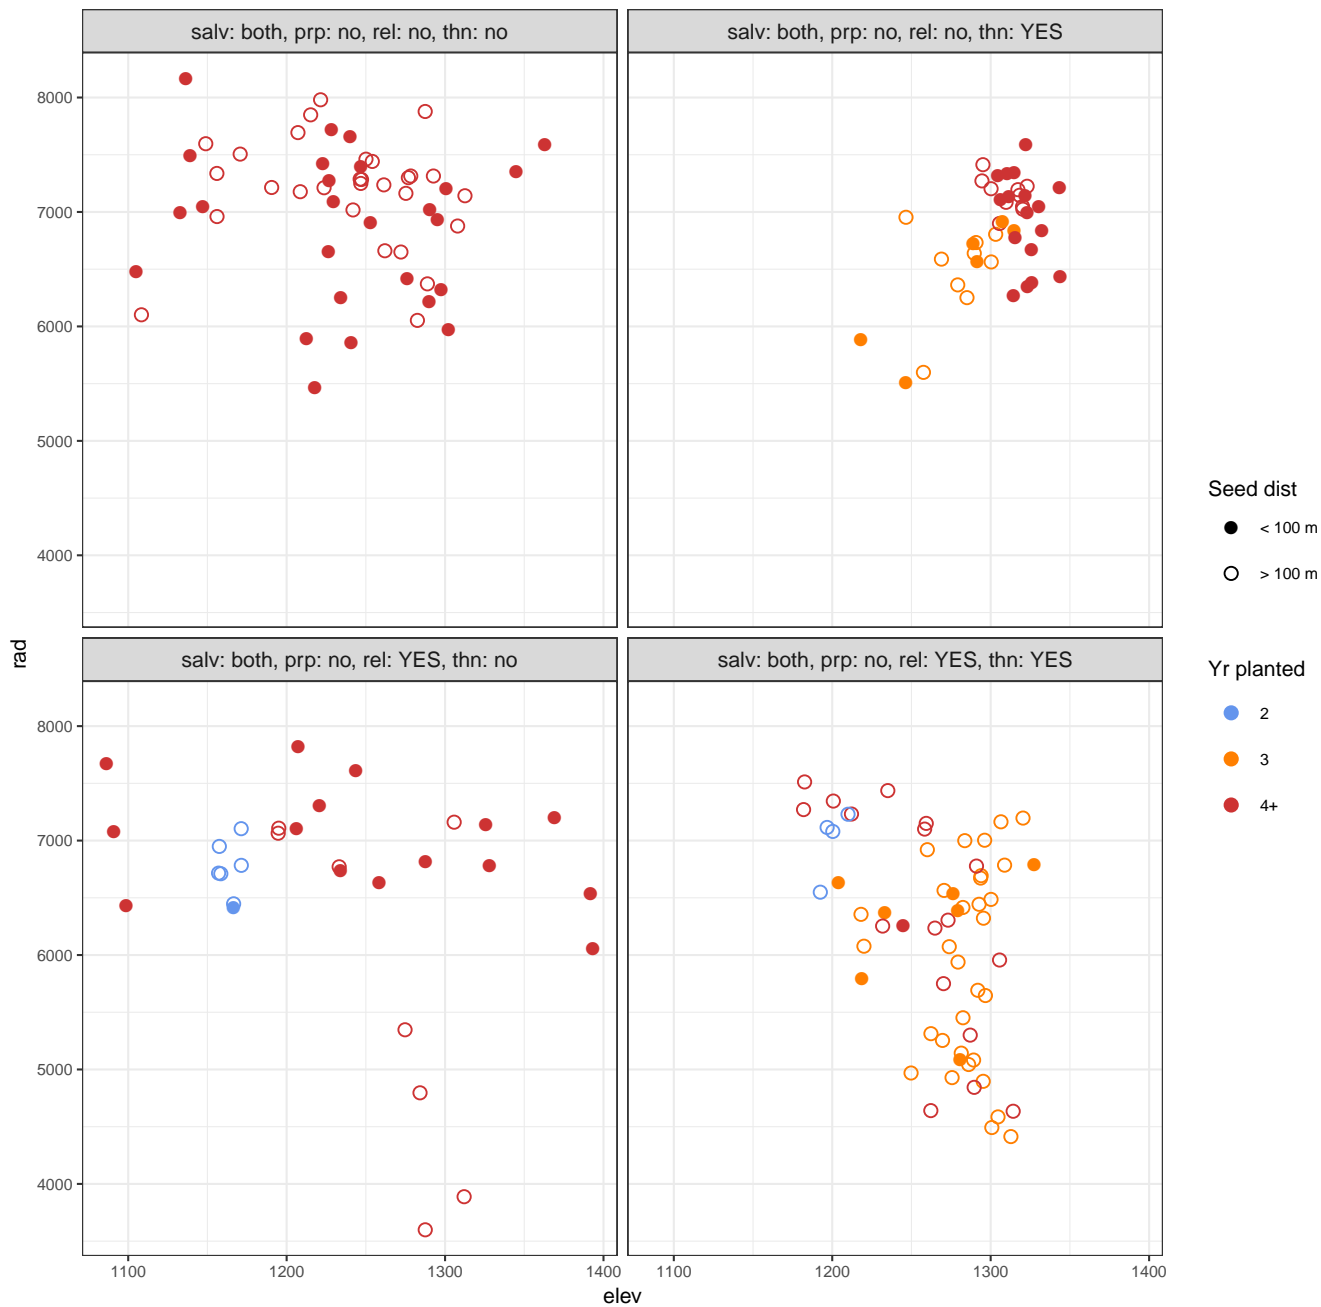 salv: both, prp: no, rel: no, thn: no
salv: both, prp: no, rel: no, thn: YES
8000
7000
6000
5000
4000
salv: both, prp: no, rel: YES, thn: no
salv: both, prp: no, rel: YES, thn: YES
8000
7000
6000
5000
4000
rad
1100
1200
1300
1400
1100
1200
1300
1400
elev
Seed dist
< 100 m
> 100 m
Yr planted
2
3
4+